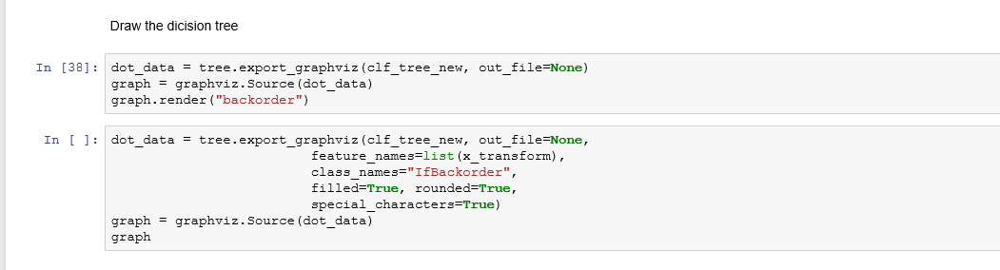 Draw the dicision tree
In [38]: dot_data = tree.export_graphviz(clf_tree_new, out_file=None)
graph = graphviz.Source(dot_data)
graph.render("backorder")
In [ ]: dot_data = tree.export_graphviz(clf_tree_new, out_file=None,
feature_names=list(x_transform),
class_names="IfBackorder",
filled=True, rounded=True,
special_characters=True)
graph = graphviz.Source(dot_data)
graph